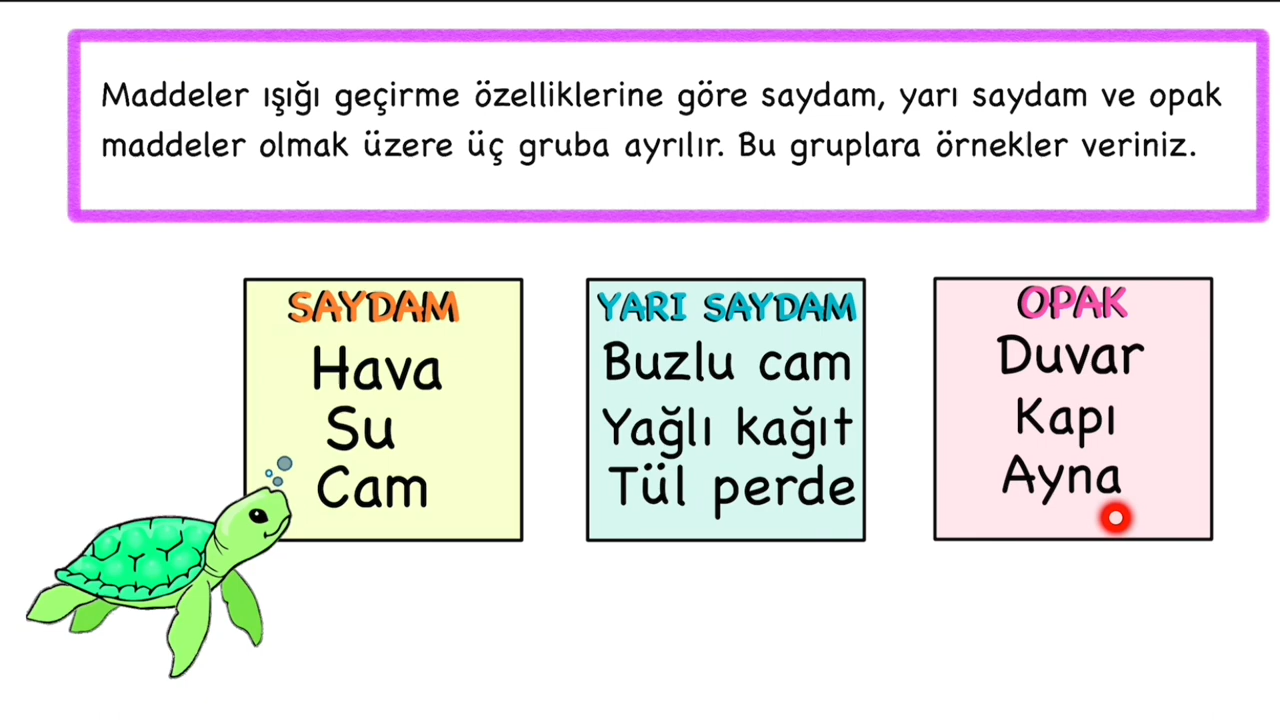 Maddeler ışığı geçirme özelliklerine göre saydam, yarı saydam ve opak
maddeler olmak üzere üç gruba ayrılır. Bu gruplara örnekler veriniz.
SAYDAM
Hava
Su
Cam
YARI SAYDAM
Buzlu cam
Yağlı kağıt
Tül perde
OPAK
Duvar
Kapı
Ayna